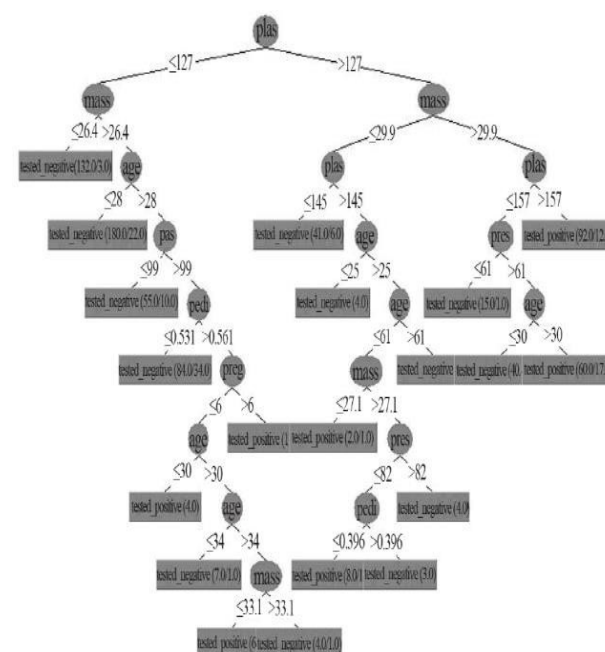 plas
≤127 >127
mass mass
≤26.4 >26.4 ≤29.9 >29.9
tested_negative (132.0/3.0) age plas plas
≤28 >28 ≤145 >145 ≤157 >157
tested_negative (180.0/22.0) pas tested_negative (41.0/6.0) age pres tested_positive (92.0/12.
≤99 >99 ≤25 >25 ≤61 >61
tested_negative (55.0/10.0) pedi tested_negative (4.0) age tested_negative (15.0/1.0) age
≤0.531 >0.561 ≤61 >61 ≤30 >30
tested_negative (84.0/34.0) preg mass tested_negative tested_negative (40. tested_positive (60.0/17.
≤6 >6 ≤27.1 >27.1
age tested_positive (1 tested_positive (2.0/1.0) pres
≤30 >30 ≤82 >82
tested_positive (4.0) age pedi tested_negative (4.0/
≤34 >34 ≤0.396 >0.396
tested_negative (7.0/1.0) mass tested_positive (8.0/1 tested_negative (3.0)
≤33.1 >33.1
tested_positive (6 tested_negative (4.0/1.0)